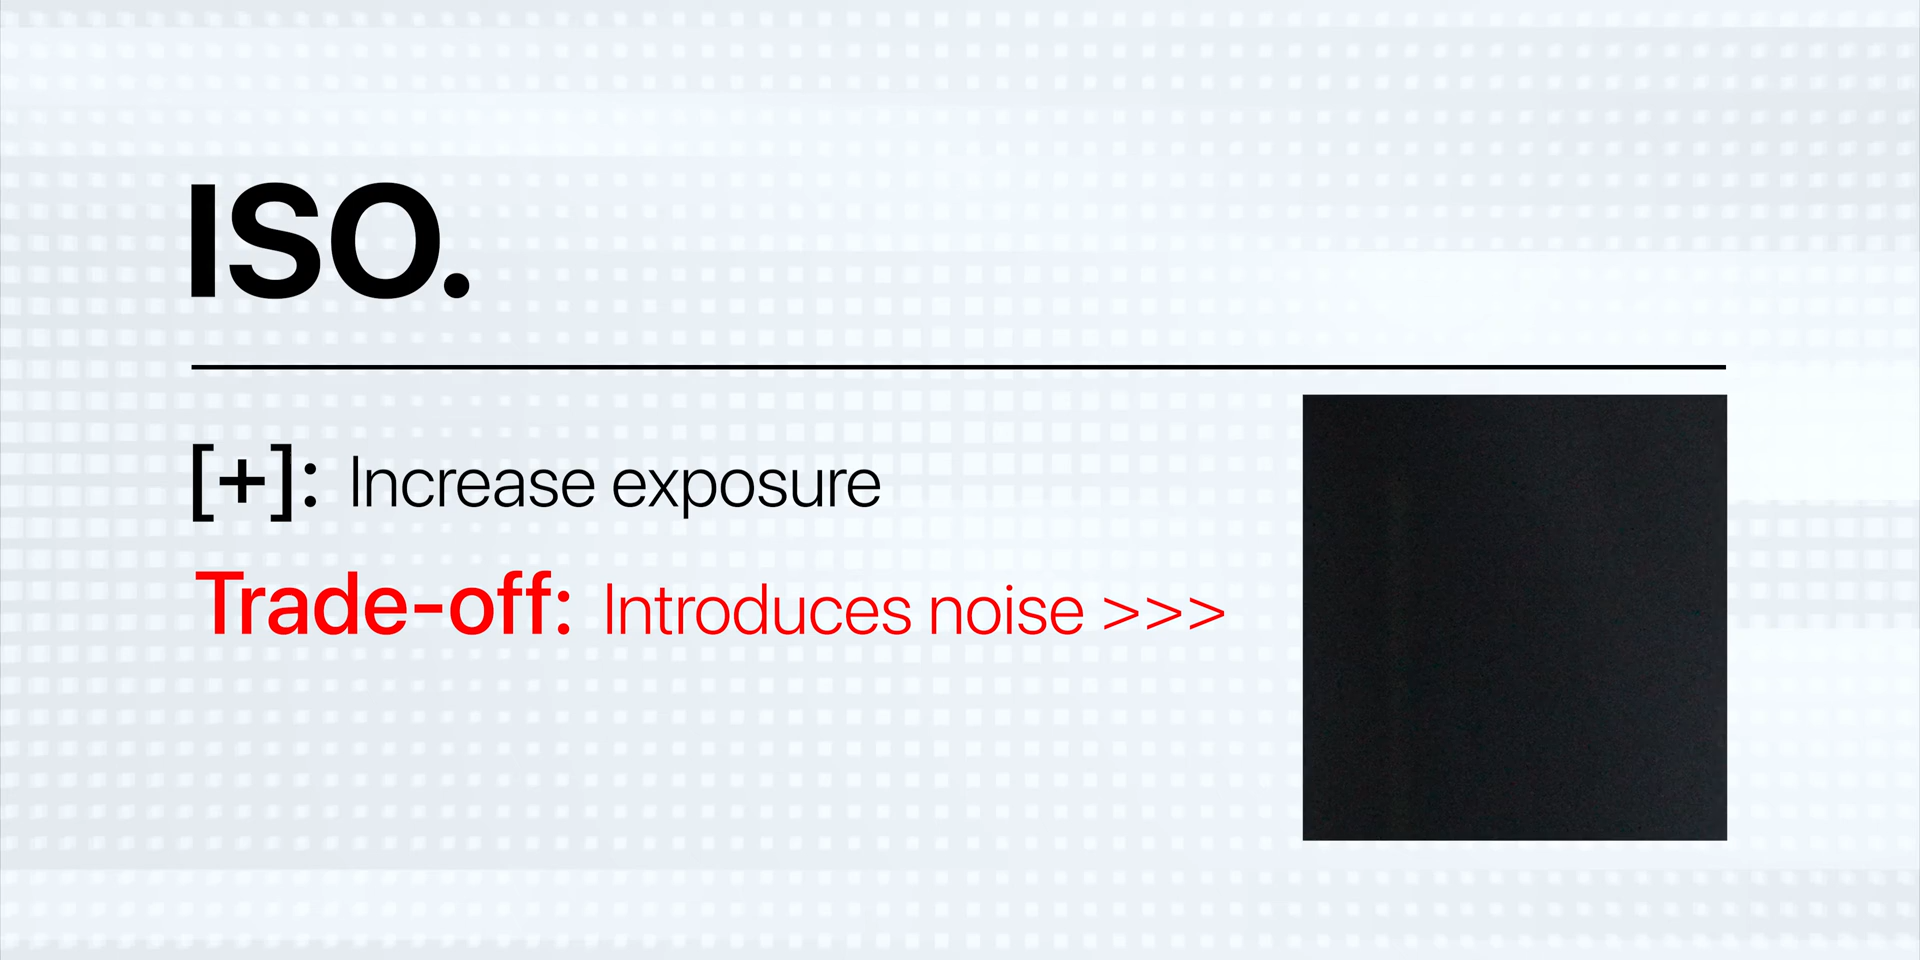 ISO.
[+]: Increase exposure
Trade-off: Introduces noise >>>